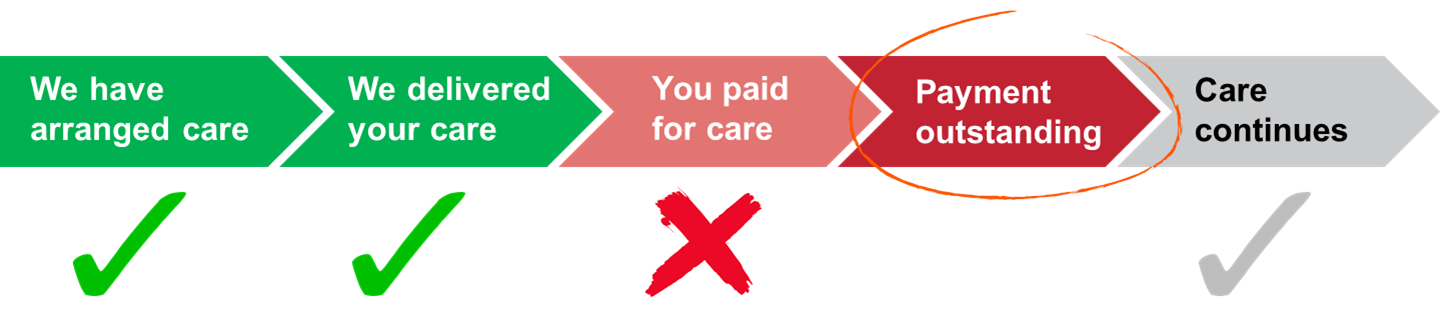 We have
arranged care
We delivered
your care
You paid
for care
Payment
outstanding
Care
continues